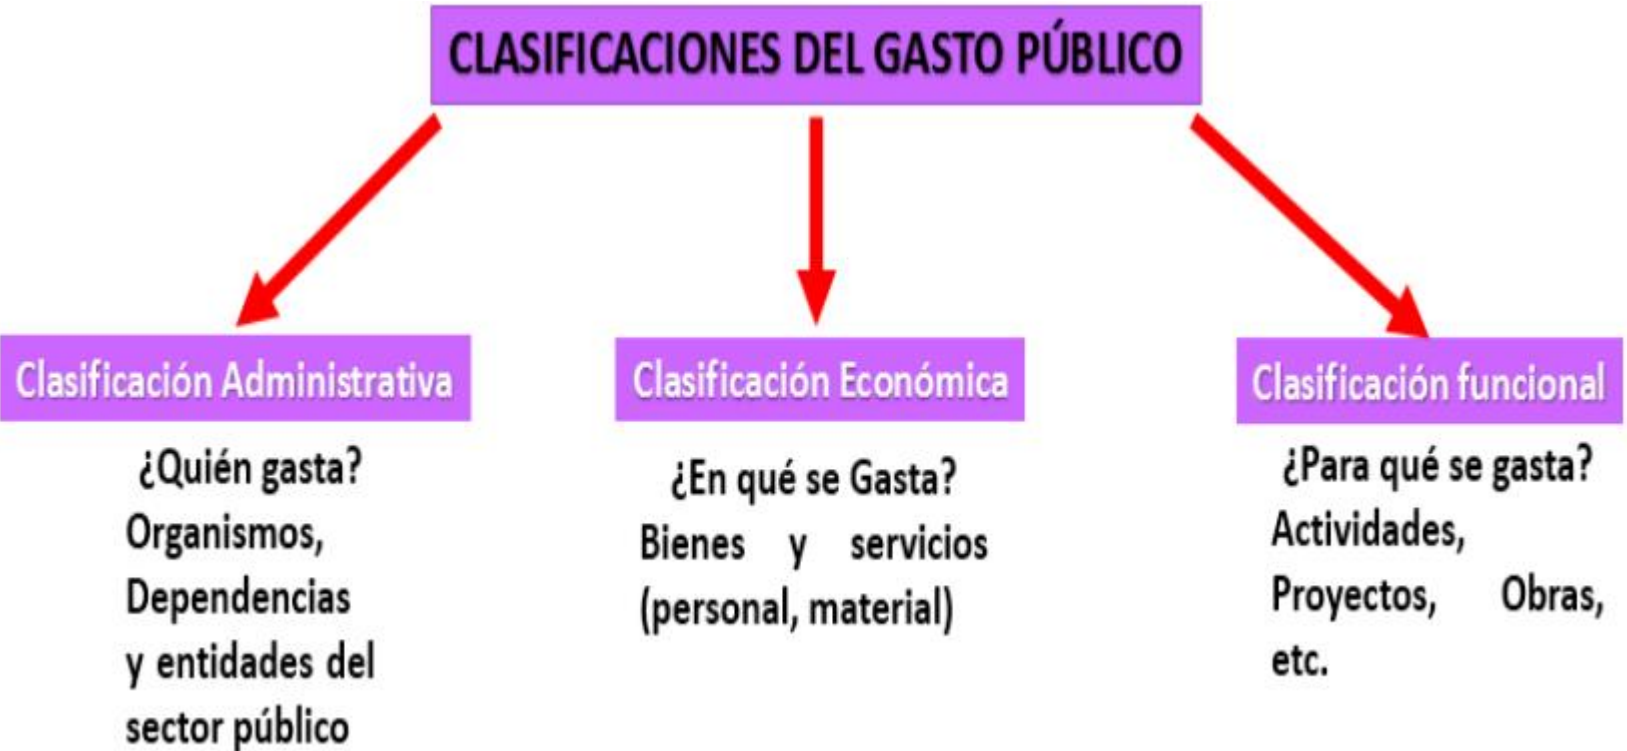 CLASIFICACIONES DEL GASTO PÚBLICO
Clasificación Administrativa
¿Quién gasta?
Organismos,
Dependencias
y entidades del
sector público
Clasificación Económica
¿En qué se Gasta?
Bienes y servicios
(personal, material)
Clasificación funcional
¿Para qué se gasta?
Actividades,
Proyectos, Obras,
etc.